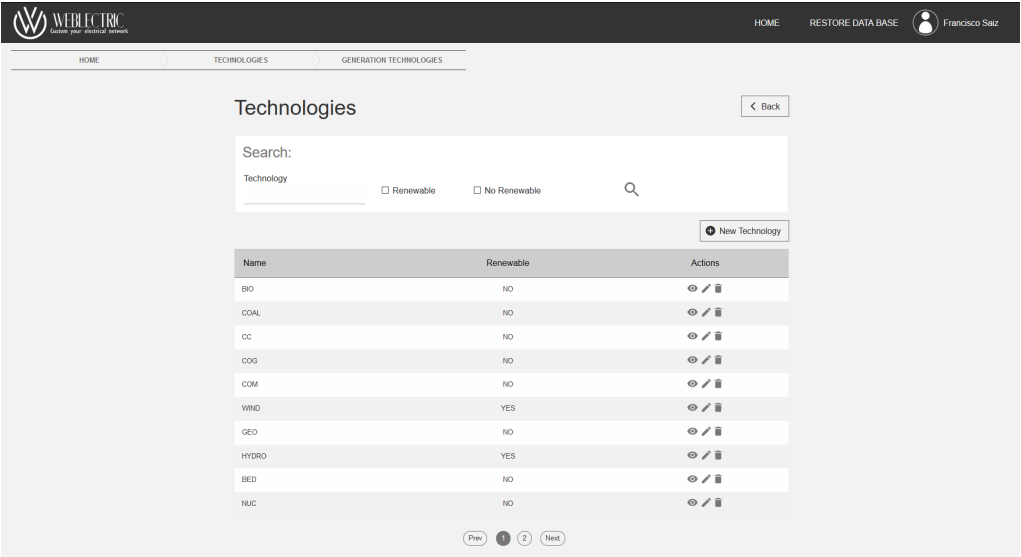 WEBLECTRIC
Custom your electrical network
HOME RESTORE DATA BASE Francisco Saiz
HOME TECHNOLOGIES GENERATION TECHNOLOGIES
Technologies
Back
Search:
Technology
Renewable No Renewable
New Technology
Name Renewable Actions
BIO NO
COAL NO
CC NO
COG NO
COM NO
WIND YES
GEO NO
HYDRO YES
BED NO
NUC NO
Prev 1 2 Next